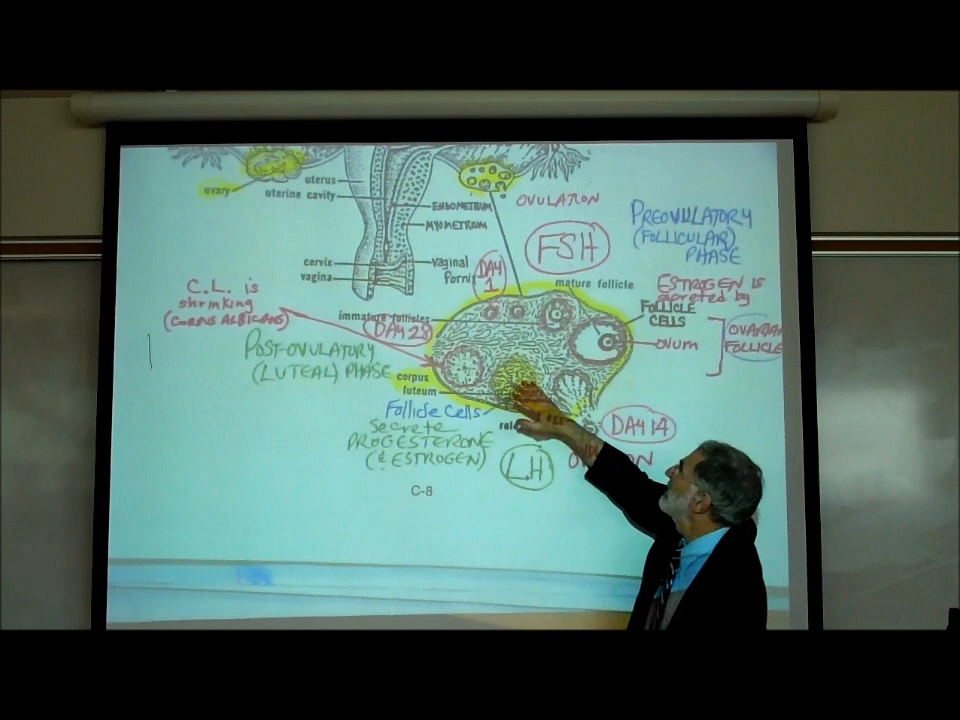 ovary
uterus
uterine cavity
ENDOMETRIUM
MYOMETRIUM
OVULATION
PREOVULATORY
(FOLLICULAR)
PHASE
FSH
cervix
vagina
vaginal
fornix
DAY
1
mature follicle
C.L. is
shrinking
(CORPUS ALBICANS)
ESTROGEN is
secreted by
immature follicles
DAY 28
FOLLICLE
CELLS
OVARIAN
FOLLICLE
ovum
POST-OVULATORY
(LUTEAL) PHASE
corpus
luteum
Follicle Cells
secrete
PROGESTERONE
(& ESTROGEN)
DAY 14
LH
C-8